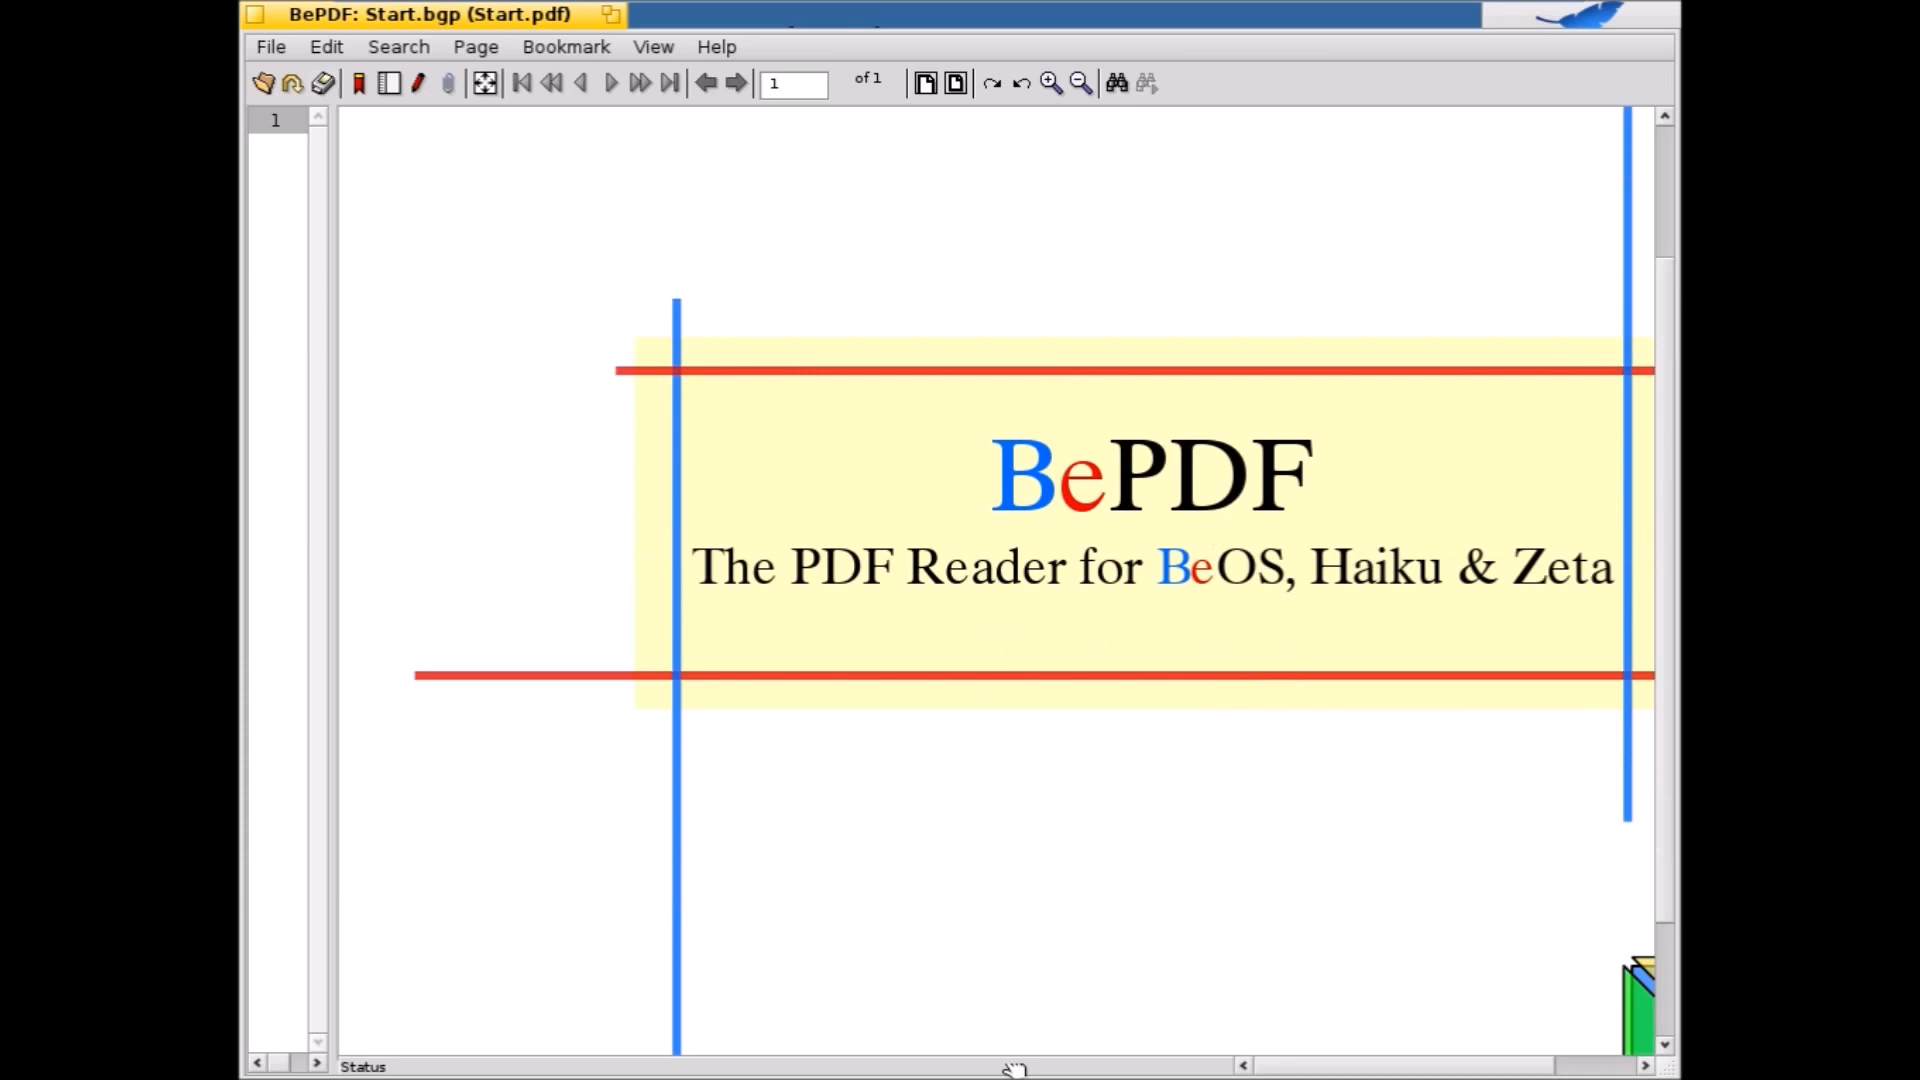 BePDF: Start.bgp (Start.pdf)
File Edit Search Page Bookmark View Help
1 of 1
1
BePDF
The PDF Reader for BeOS, Haiku & Zeta
Status